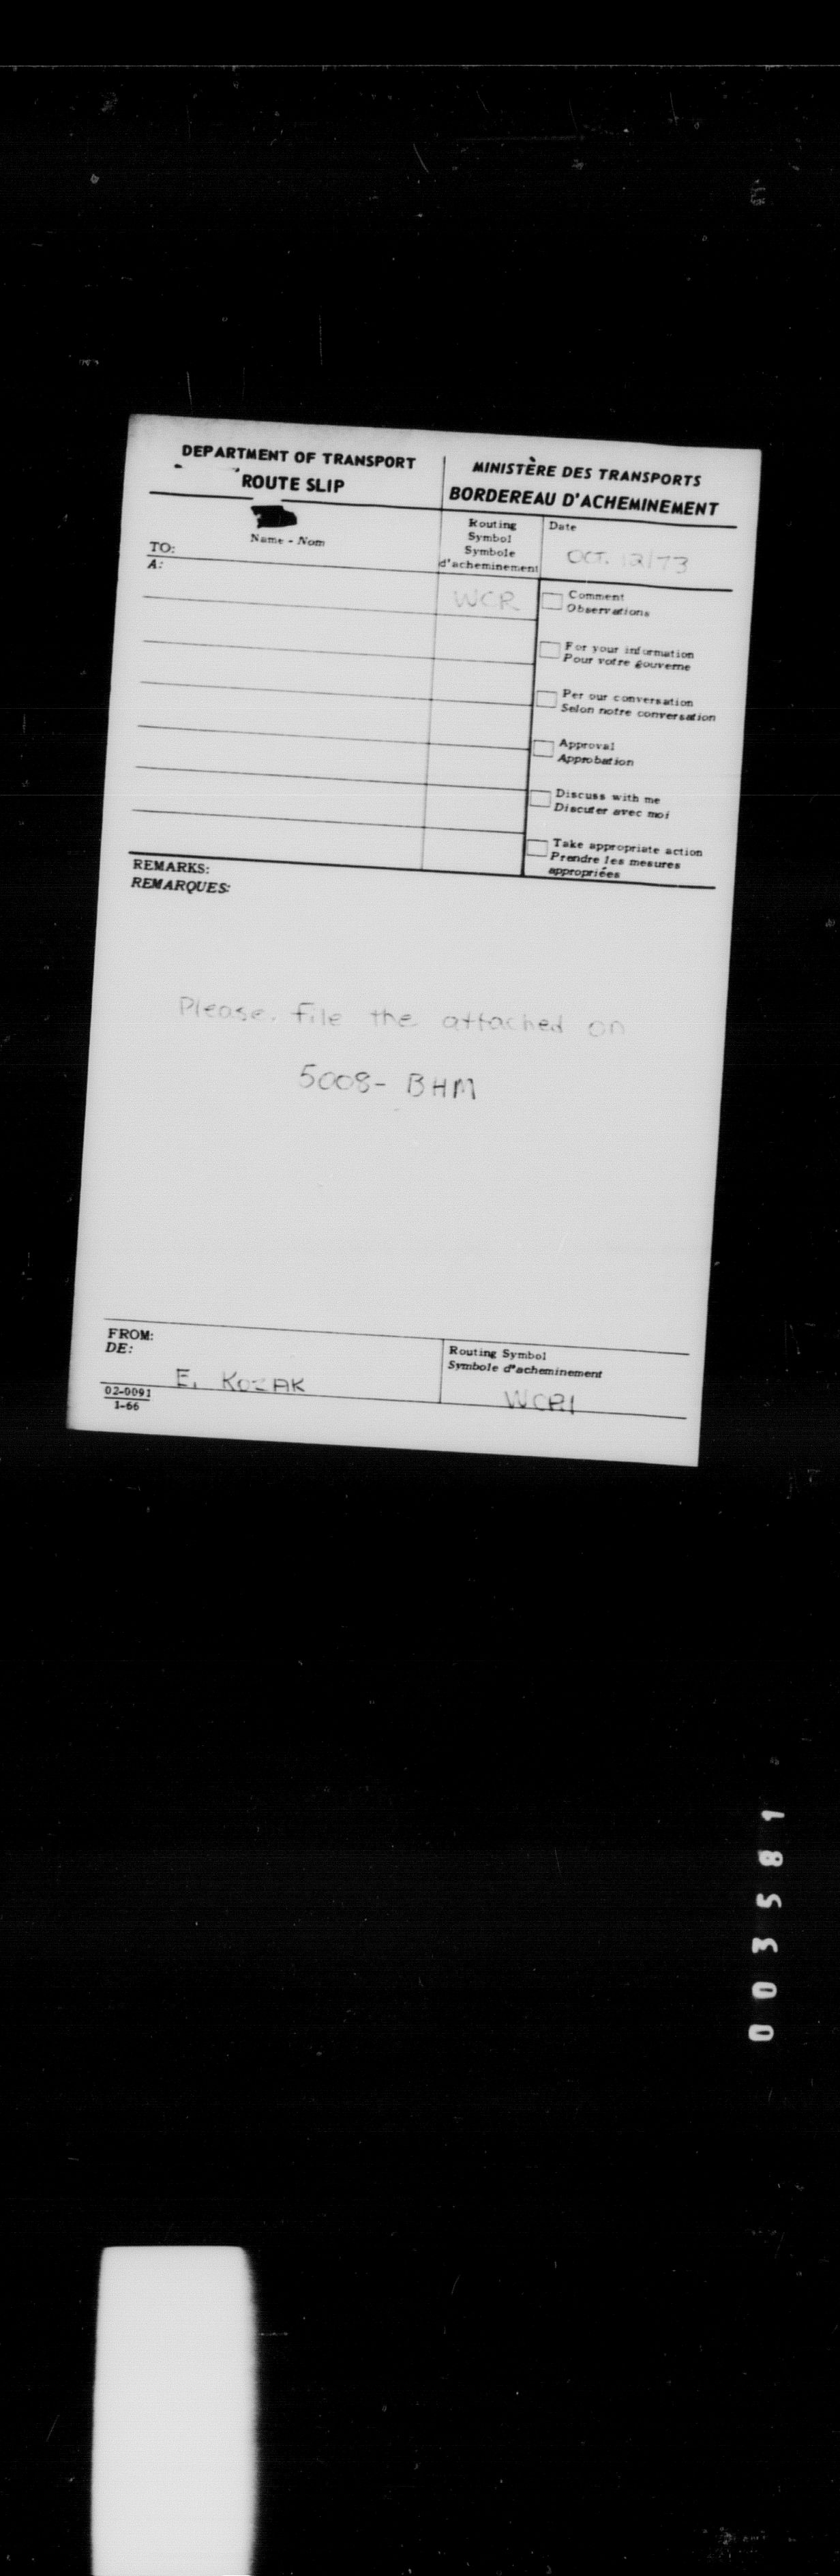 DEPARTMENT OF TRANSPORT
ROUTE SLIP
MINISTÈRE DES TRANSPORTS
BORDEREAU D'ACHEMINEMENT
Name - Nom
TO:
A:
Routing
Symbol
Symbole
d'acheminement
Date
OCT. 12/73
WCR
Comment
Observations
For your information
Pour votre gouverne
Per our conversation
Selon notre conversation
Approval
Approbation
Discuss with me
Discuter avec moi
Take appropriate action
Prendre les mesures
appropriées
REMARKS:
REMARQUES:
Please. file the attached on
5008- BHM
FROM:
DE:
E. KOZAK
Routing Symbol
Symbole d'acheminement
WCRI
02-0091
1-66
003581